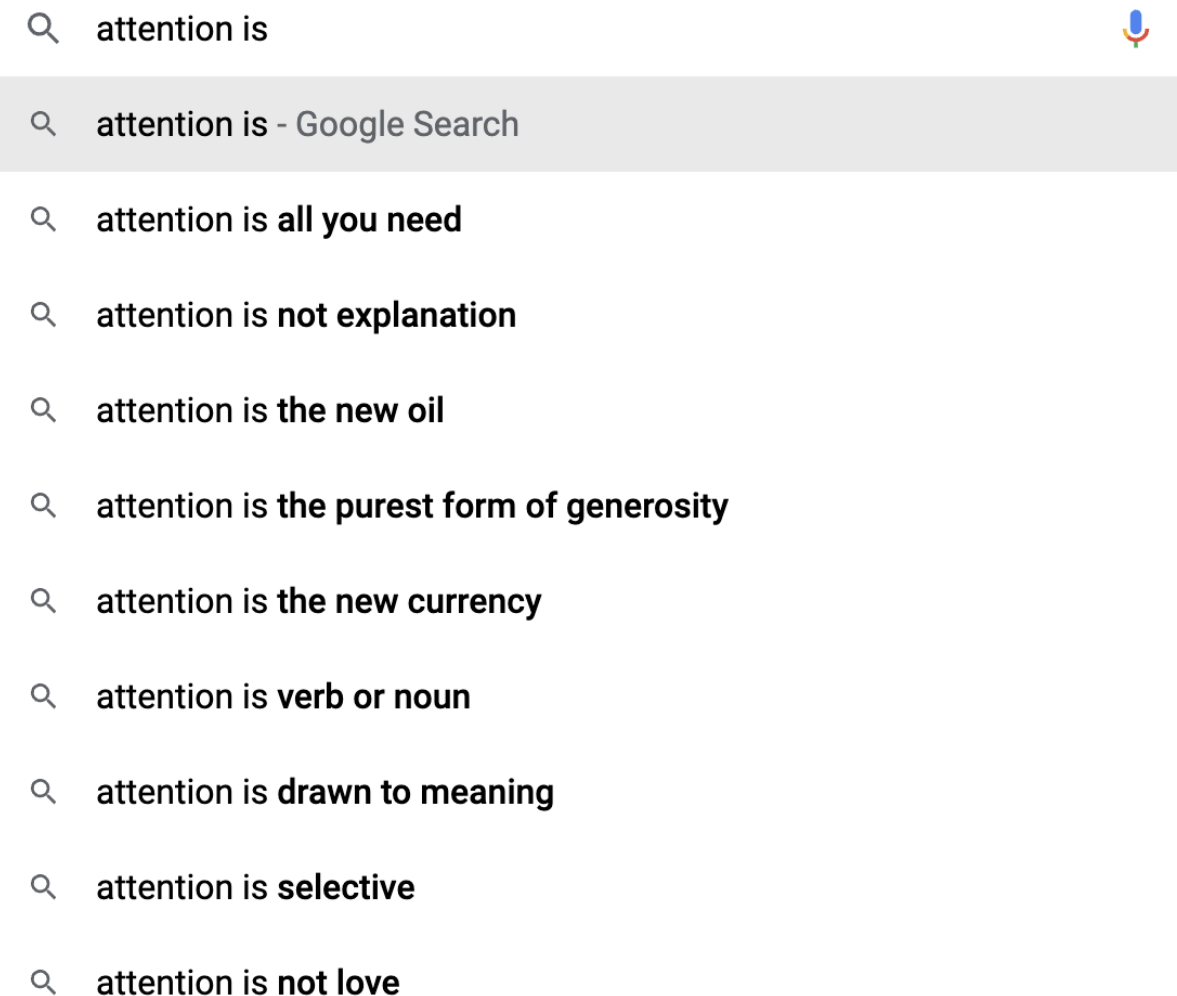 attention is
attention is - Google Search
attention is all you need
attention is not explanation
attention is the new oil
attention is the purest form of generosity
attention is the new currency
attention is verb or noun
attention is drawn to meaning
attention is selective
attention is not love